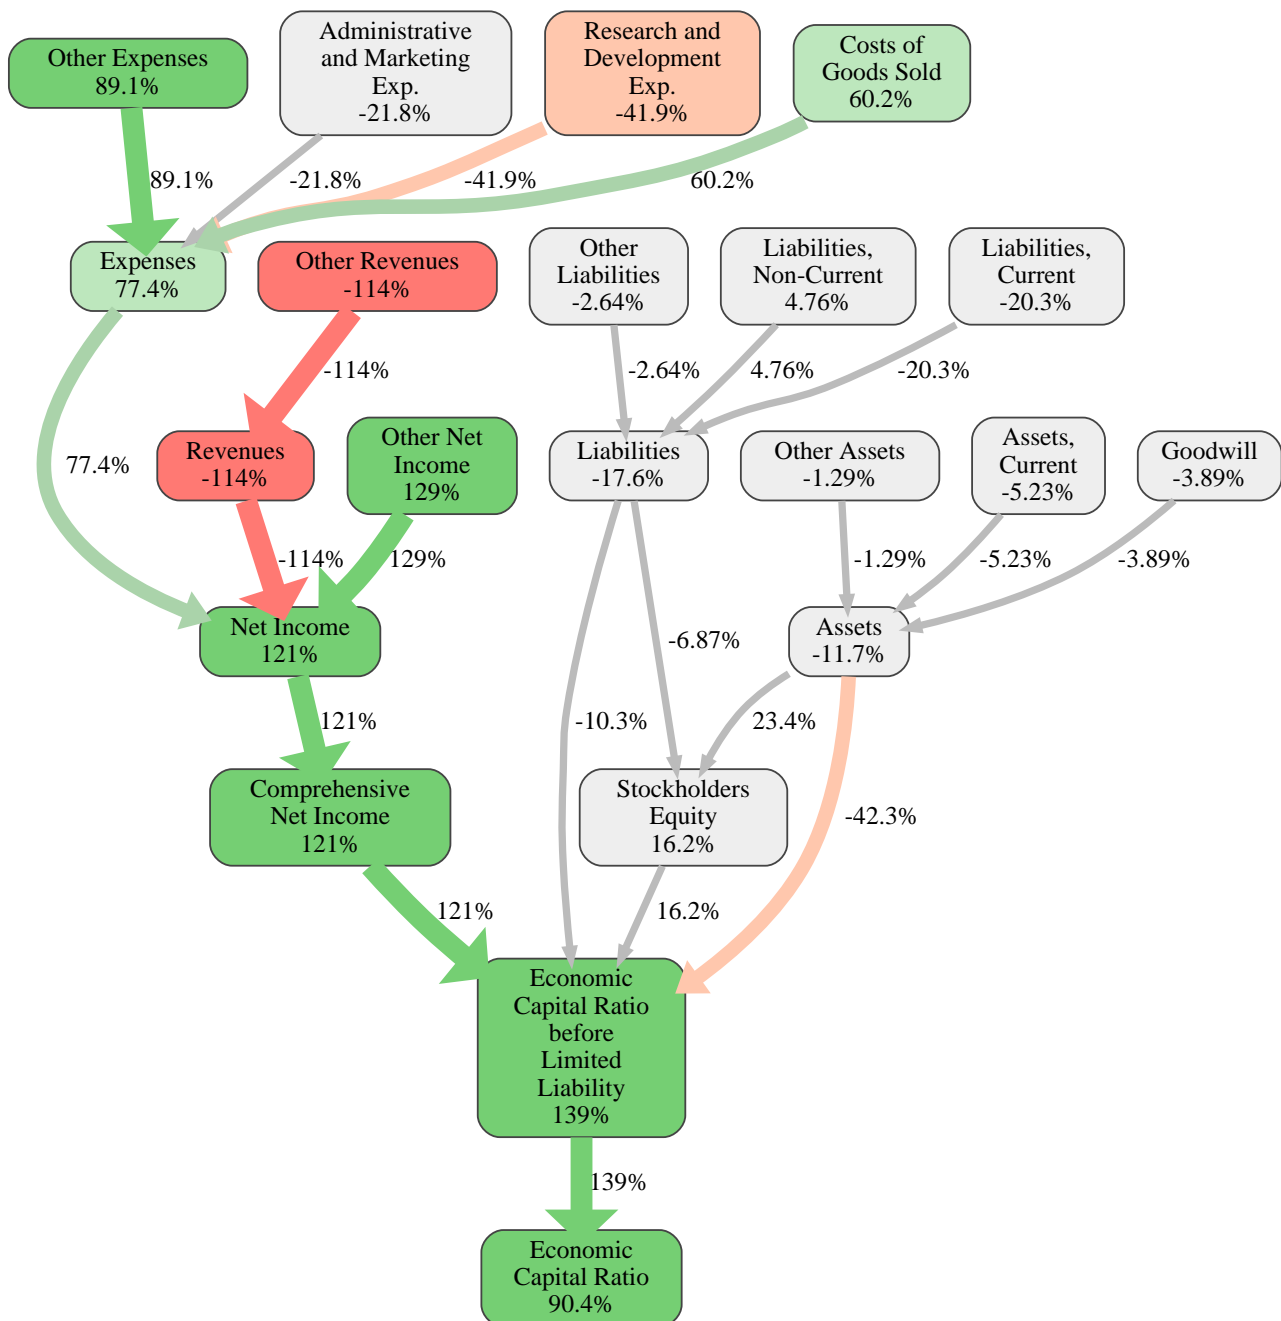 Other Expenses
89.1%
Administrative
and Marketing
Exp.
-21.8%
Research and
Development
Exp.
-41.9%
Costs of
Goods Sold
60.2%
89.1%
-21.8%
-41.9%
60.2%
Expenses
77.4%
Other Revenues
-114%
Other
Liabilities
-2.64%
Liabilities,
Non-Current
4.76%
Liabilities,
Current
-20.3%
-114%
-2.64%
4.76%
-20.3%
77.4%
Revenues
-114%
Other Net
Income
129%
Liabilities
-17.6%
Other Assets
-1.29%
Assets,
Current
-5.23%
Goodwill
-3.89%
-114%
129%
-1.29%
-5.23%
-3.89%
Net Income
121%
-6.87%
Assets
-11.7%
121%
-10.3%
23.4%
Comprehensive
Net Income
121%
Stockholders
Equity
16.2%
-42.3%
121%
16.2%
Economic
Capital Ratio
before
Limited
Liability
139%
139%
Economic
Capital Ratio
90.4%